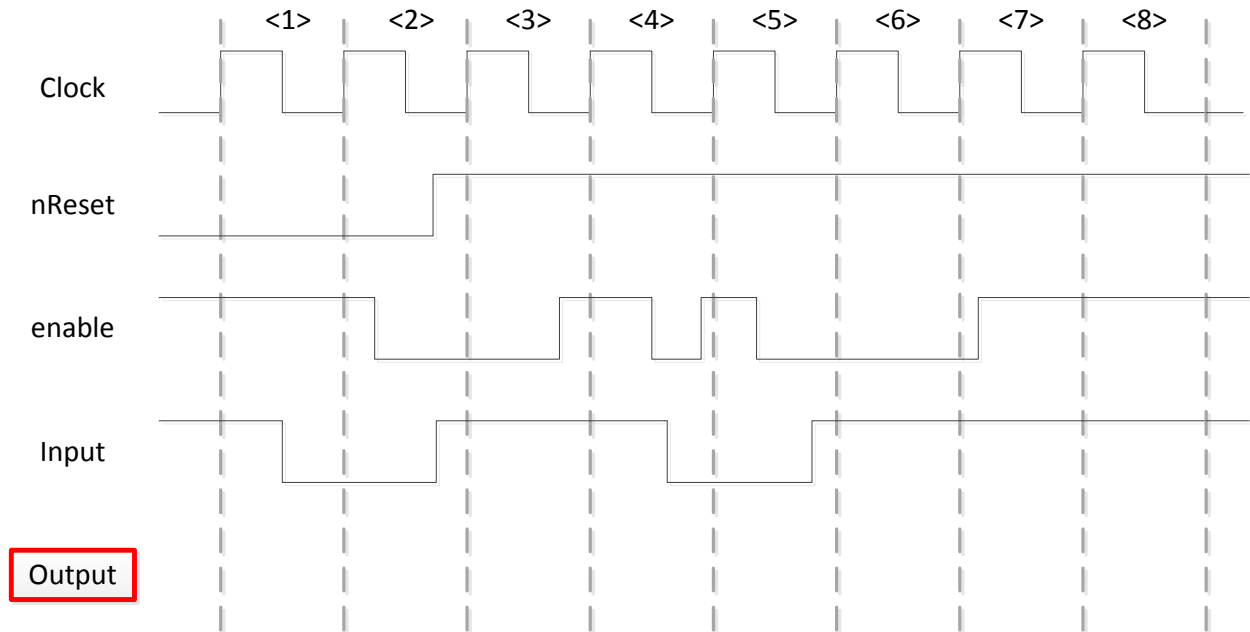 <1> <2> <3> <4> <5> <6> <7> <8>
Clock
nReset
enable
Input
Output